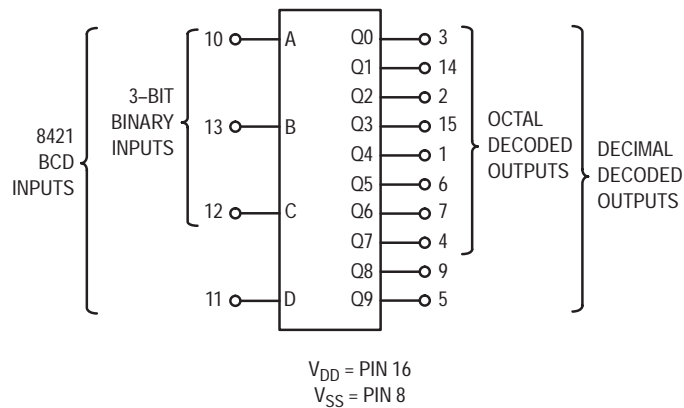 10 A Q0 3
Q1 14
3–BIT
BINARY
INPUTS
Q2 2
13 B Q3 15
OCTAL
DECODED
OUTPUTS
8421
BCD
INPUTS
Q4 1
DECIMAL
DECODED
OUTPUTS
Q5 6
12 C Q6 7
Q7 4
Q8 9
11 D Q9 5
VDD = PIN 16
VSS = PIN 8